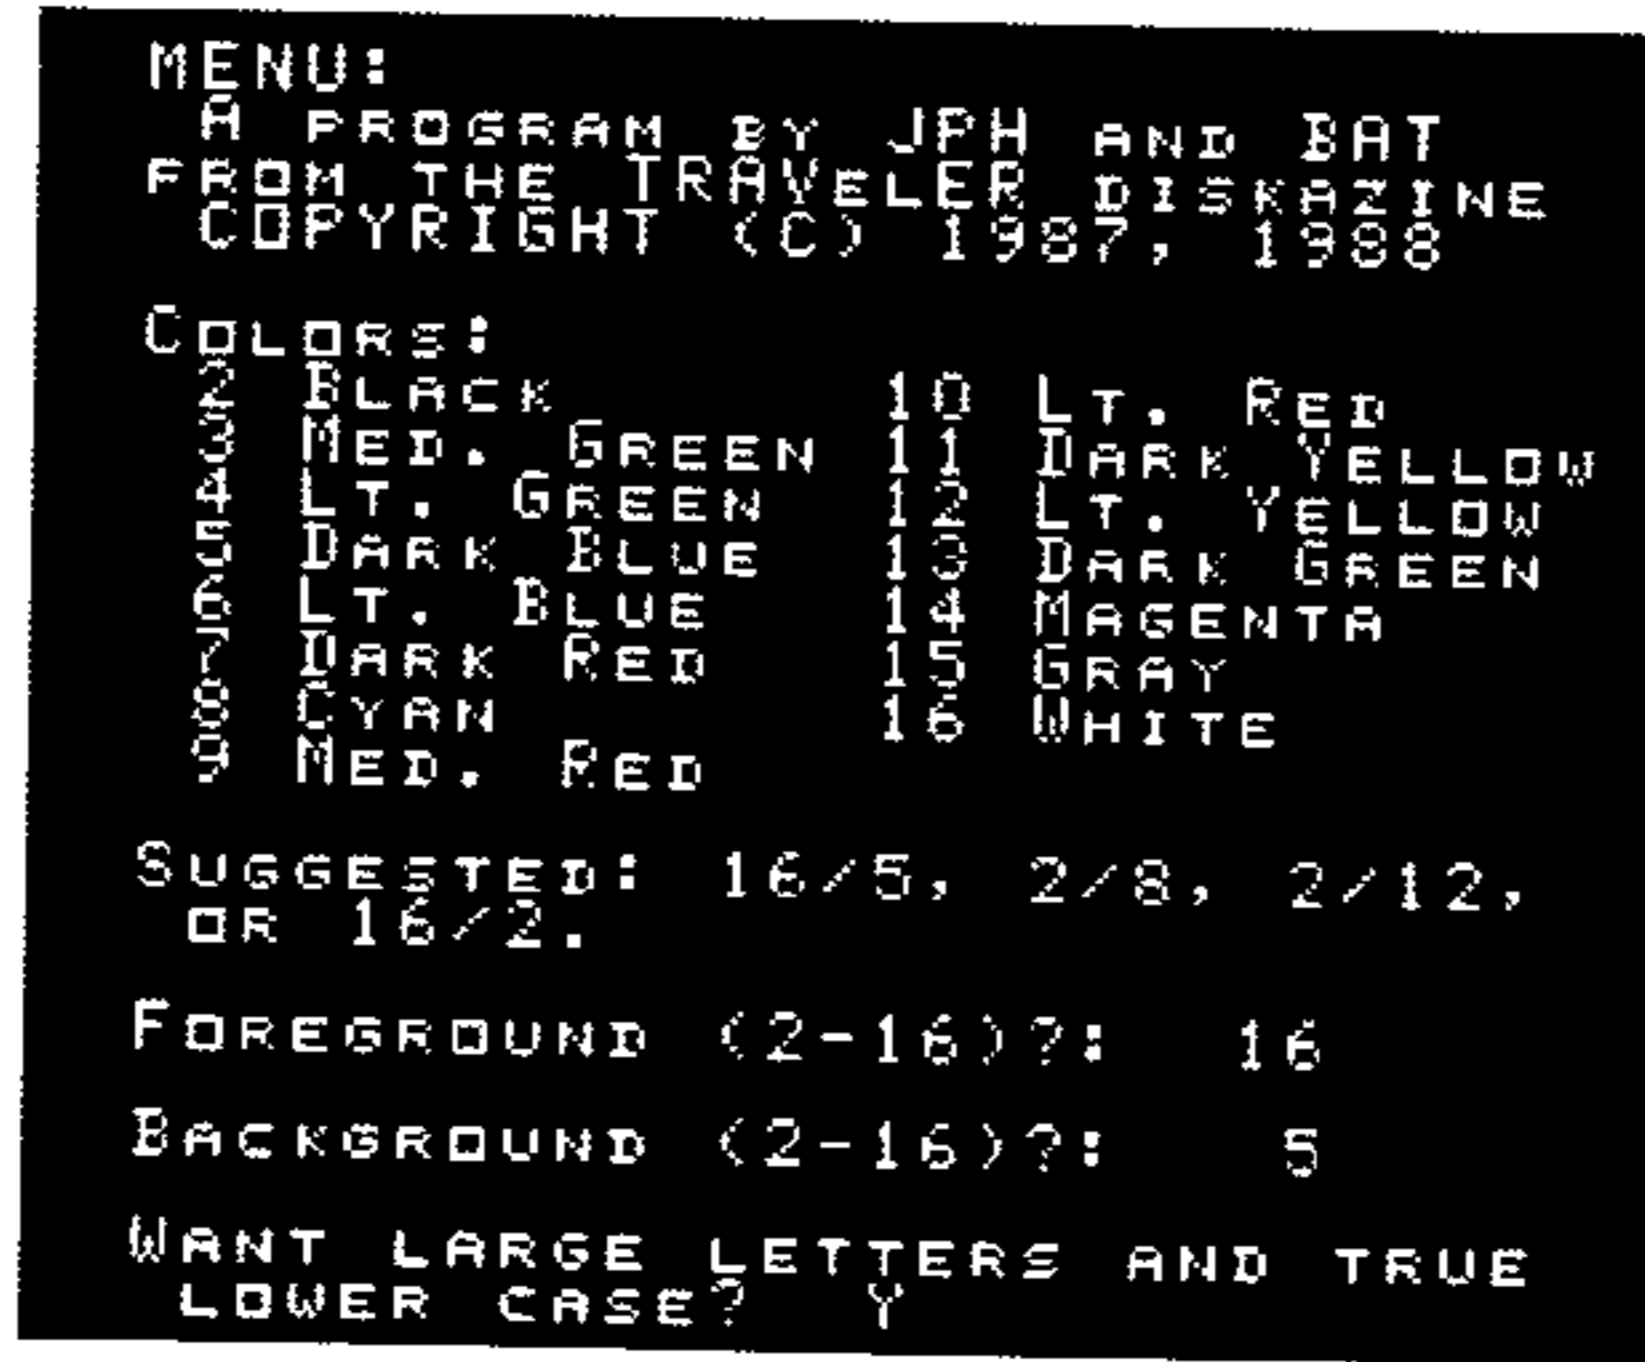 MENU:
A program by JPH and BAT
from the TRAVelER diskazine
COPYRIGHT (C) 1987, 1988
Colors:
2 Black 10 Lt. Red
3 Med. Green 11 Dark Yellow
4 Lt. Green 12 Lt. Yellow
5 Dark Blue 13 Dark Green
6 Lt. Blue 14 Magenta
7 Dark Red 15 Gray
8 Cyan 16 White
9 Med. Red
Suggested: 16/5, 2/8, 2/12,
or 16/2.
Foreground (2-16)?: 16
Background (2-16)?: 5
Want large letters and true
lower case? Y